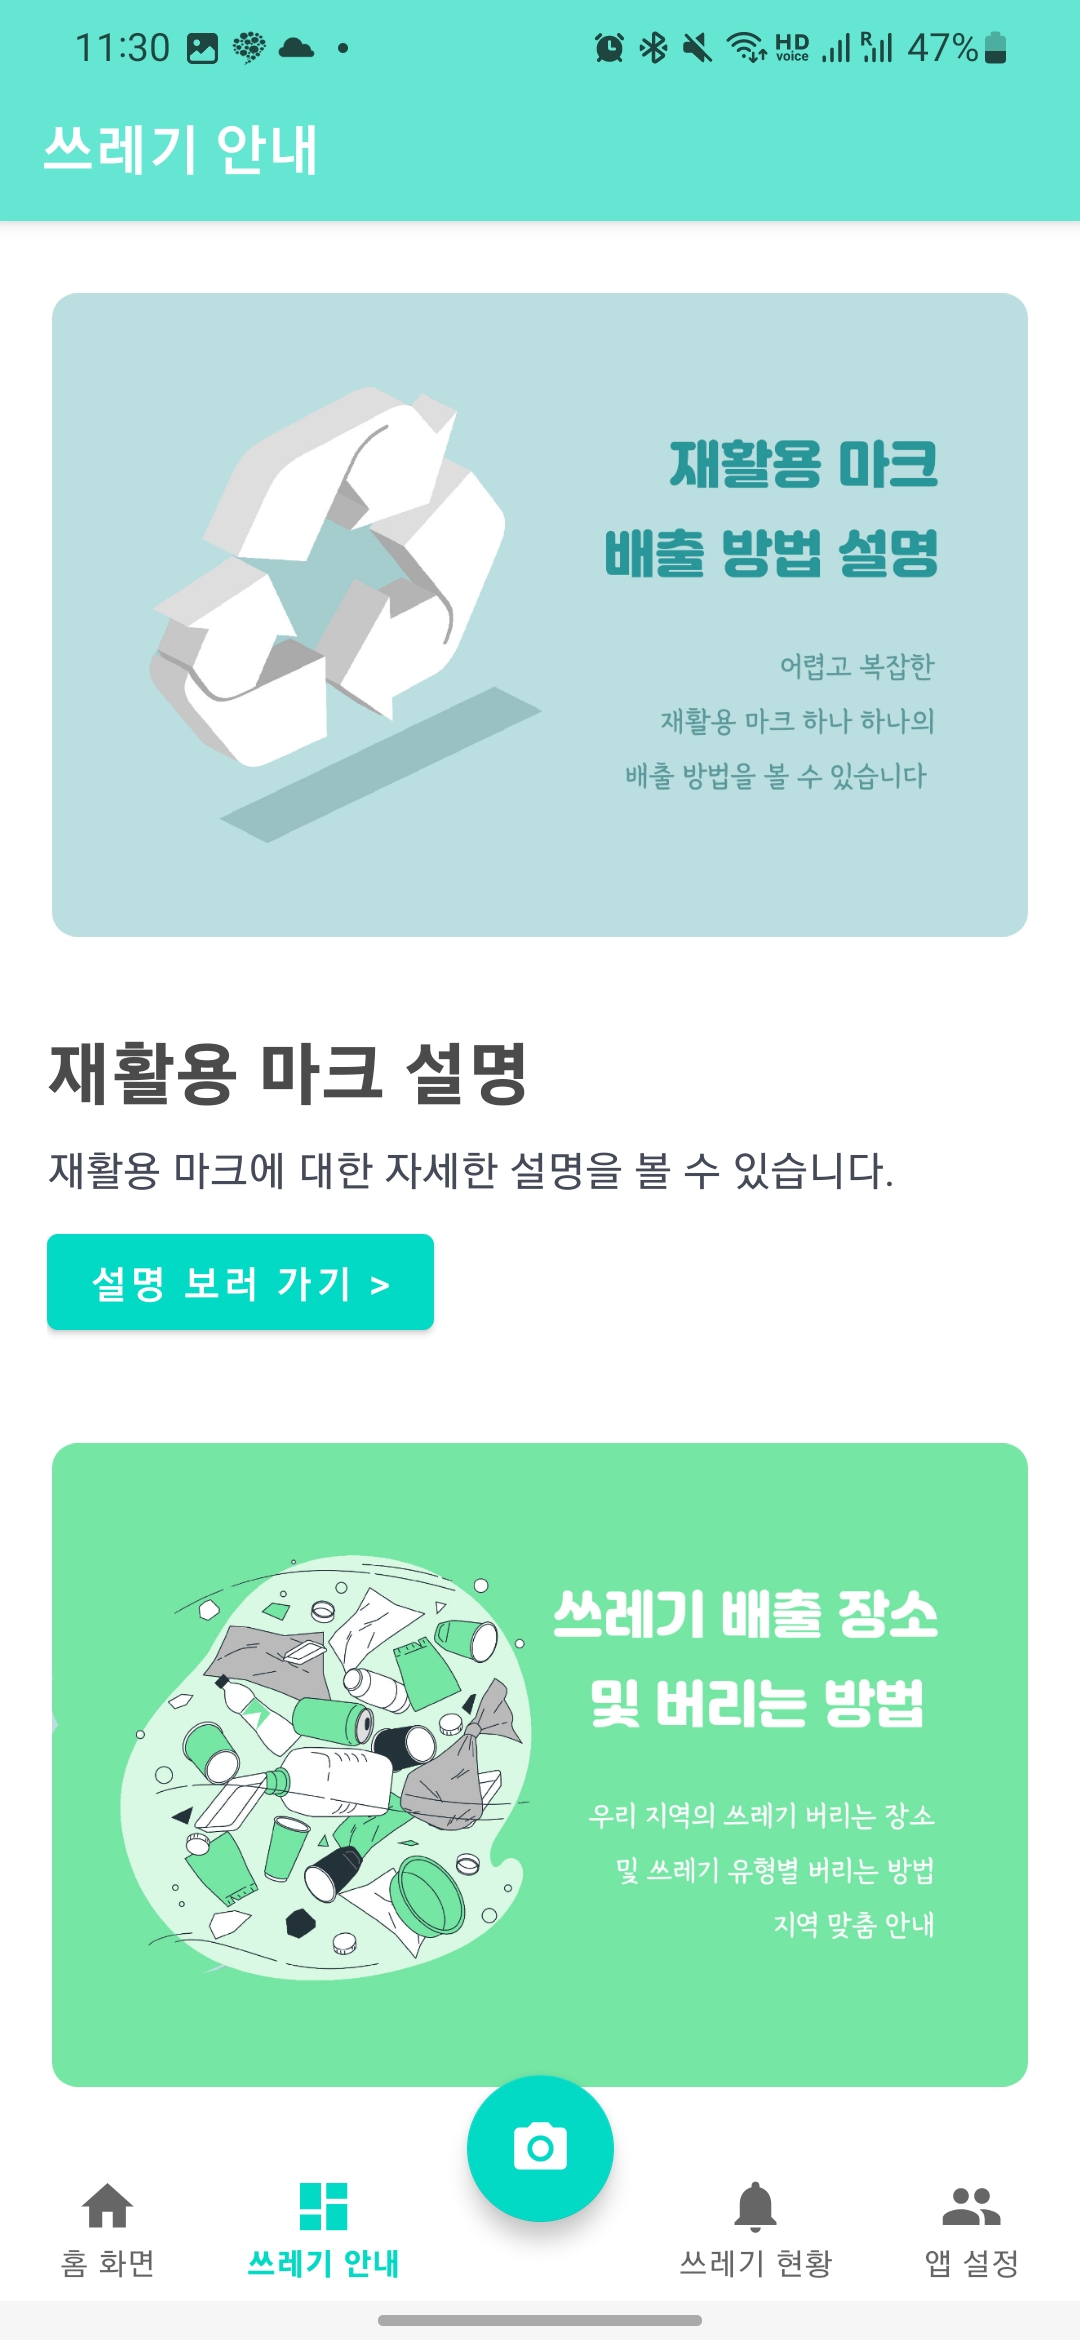 11:30
HD voice
R
47%
쓰레기 안내
재활용 마크
배출 방법 설명
어렵고 복잡한
재활용 마크 하나 하나의
배출 방법을 볼 수 있습니다
재활용 마크 설명
재활용 마크에 대한 자세한 설명을 볼 수 있습니다.
설명 보러 가기 >
쓰레기 배출 장소
및 버리는 방법
우리 지역의 쓰레기 버리는 장소
및 쓰레기 유형별 버리는 방법
지역 맞춤 안내
홈 화면
쓰레기 안내
쓰레기 현황
앱 설정